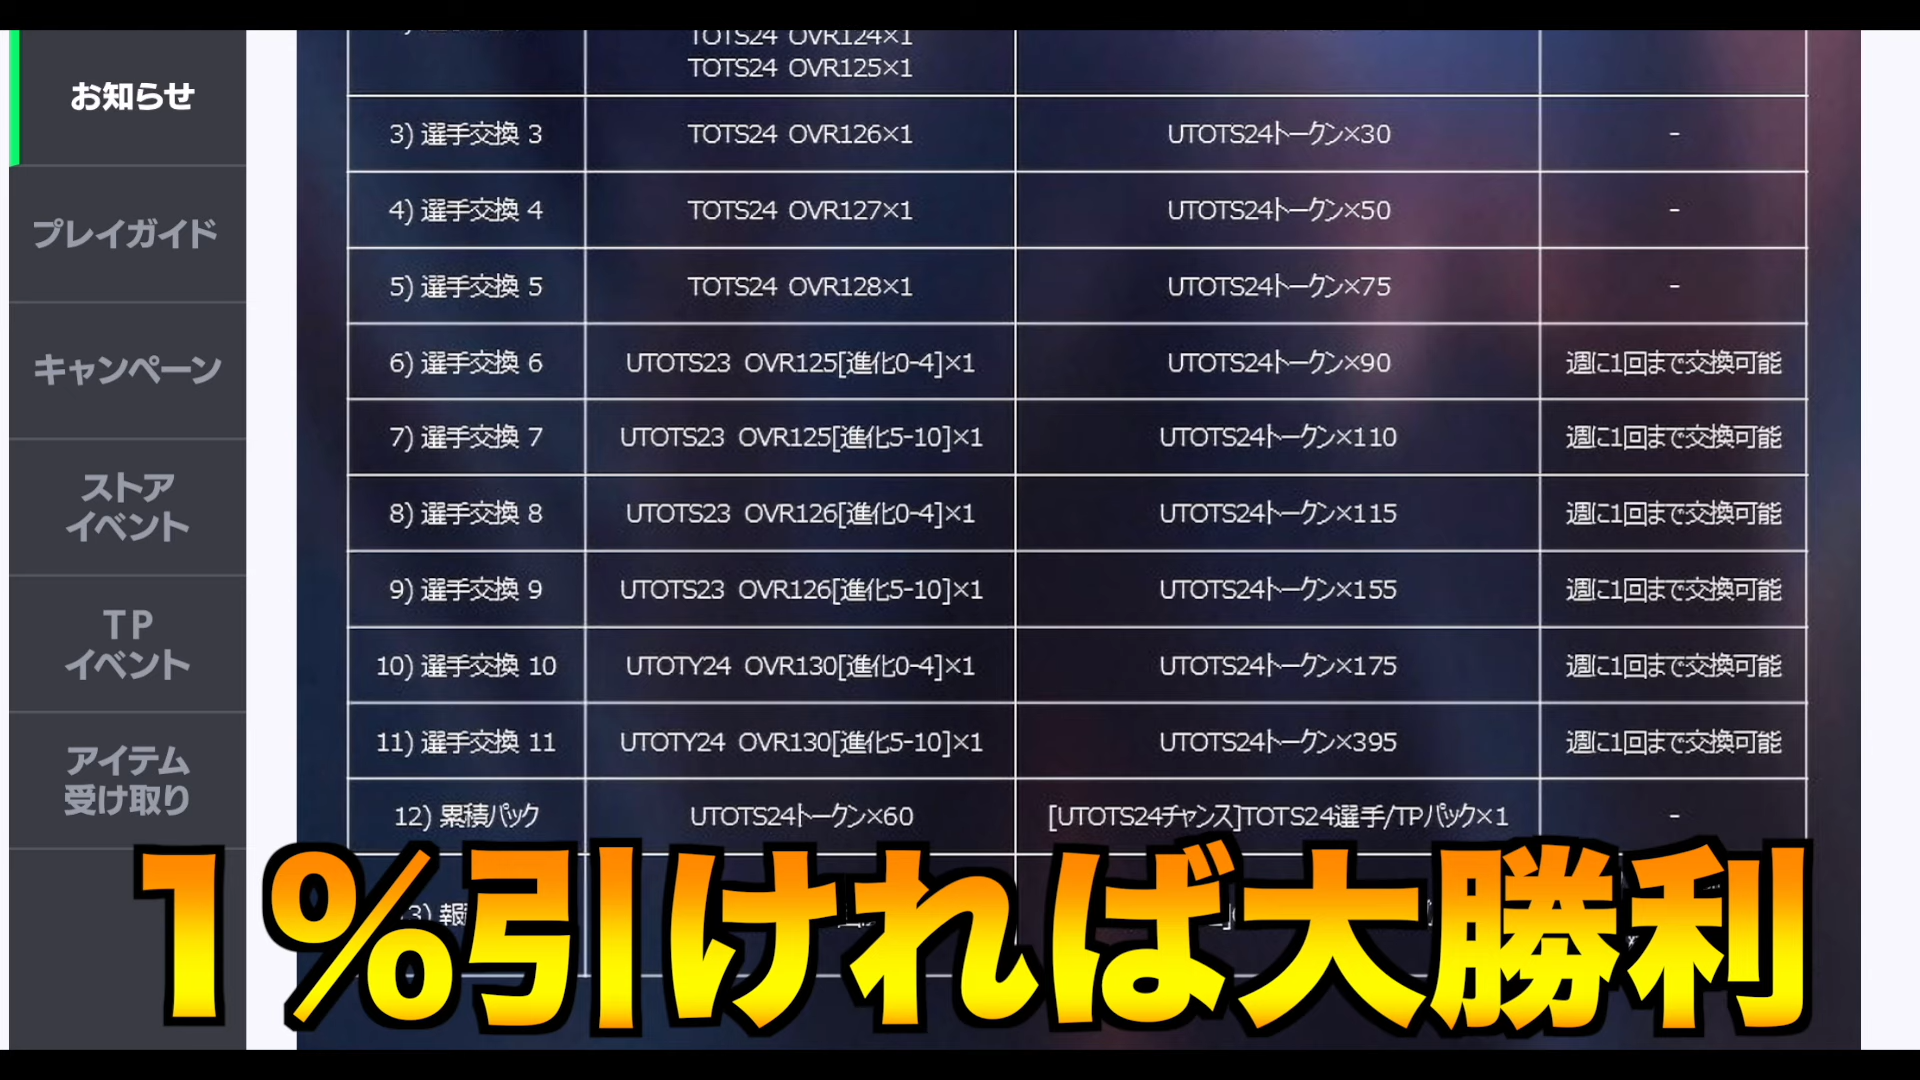 お知らせ
プレイガイド
キャンペーン
ストア
イベント
TP
イベント
アイテム
受け取り
TOTS24 OVR124×1
TOTS24 OVR125×1
3) 選手交換 3 TOTS24 OVR126×1 UTOTS24トークン×30 -
4) 選手交換 4 TOTS24 OVR127×1 UTOTS24トークン×50 -
5) 選手交換 5 TOTS24 OVR128×1 UTOTS24トークン×75 -
6) 選手交換 6 UTOTS23 OVR125[進化0-4]×1 UTOTS24トークン×90 週に1回まで交換可能
7) 選手交換 7 UTOTS23 OVR125[進化5-10]×1 UTOTS24トークン×110 週に1回まで交換可能
8) 選手交換 8 UTOTS23 OVR126[進化0-4]×1 UTOTS24トークン×115 週に1回まで交換可能
9) 選手交換 9 UTOTS23 OVR126[進化5-10]×1 UTOTS24トークン×155 週に1回まで交換可能
10) 選手交換 10 UTOTY24 OVR130[進化0-4]×1 UTOTS24トークン×175 週に1回まで交換可能
11) 選手交換 11 UTOTY24 OVR130[進化5-10]×1 UTOTS24トークン×395 週に1回まで交換可能
12) 累積パック UTOTS24トークン×60 [UTOTS24チャンス]TOTS24選手/TPパック×1 -
1%引ければ大勝利